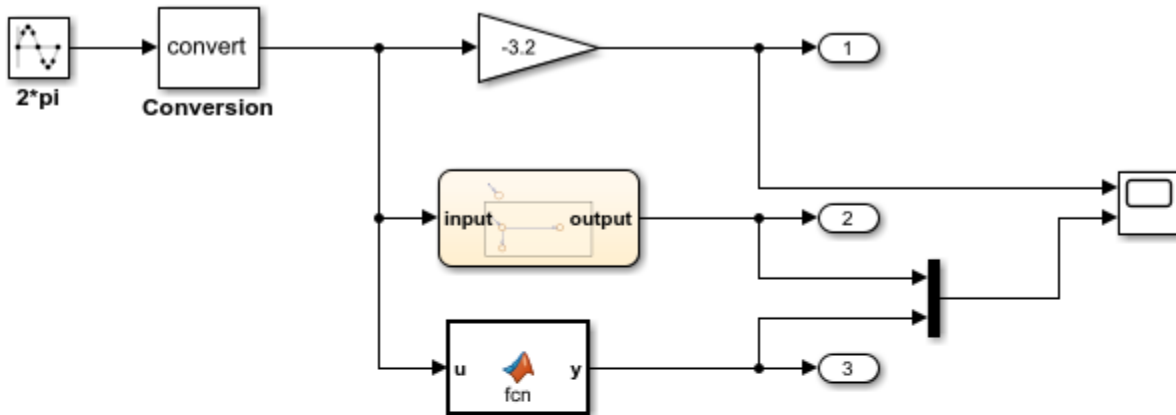 convert
-3.2
1
2*pi
Conversion
input output
2
u y
fcn
3